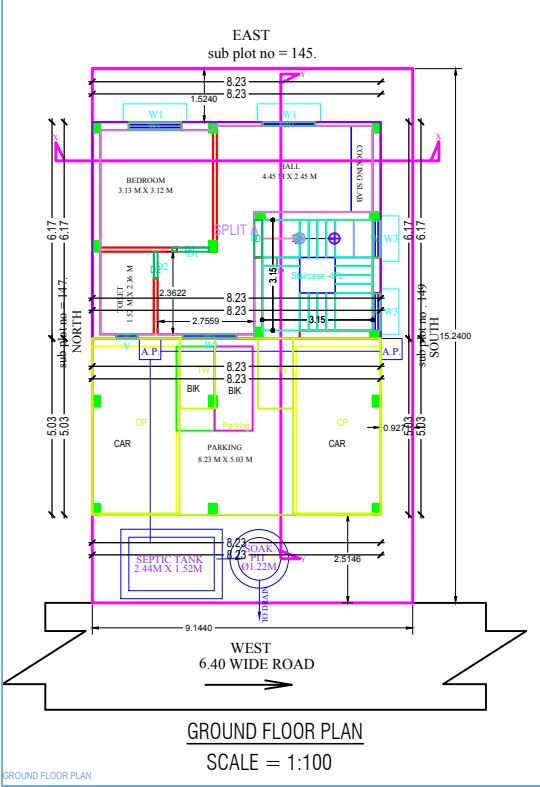 EAST
sub plot no = 145.
8.23
8.23
1.5240
W1
W1
Y
X
X
BEDROOM
3.13 M X 3.12 M
HALL
4.45 M X 2.45 M
COOKING SLAB
6.17
6.17
6.17
6.17
SPLIT A
D
W3
D1
D2
D2
Staircase
3.15
3.15
2.3622
TOILET
1.52 M X 2.36 M
8.23
8.23
2.7559
W3
V
sub plot no = 147.
NORTH
sub plot no = 149
SOUTH
15.2400
A.P.
A.P.
8.23
8.23
BIK
BIK
CP
Parking
CP
CAR
CAR
PARKING
8.23 M X 5.03 M
5.03
5.03
5.03
5.03
0.927
8.23
8.23
SEPTIC TANK
2.44M X 1.52M
SOAK
PIT
Ø1.22M
Y
2.5146
TO DRAIN
9.1440
WEST
6.40 WIDE ROAD
GROUND FLOOR PLAN
SCALE = 1:100
GROUND FLOOR PLAN